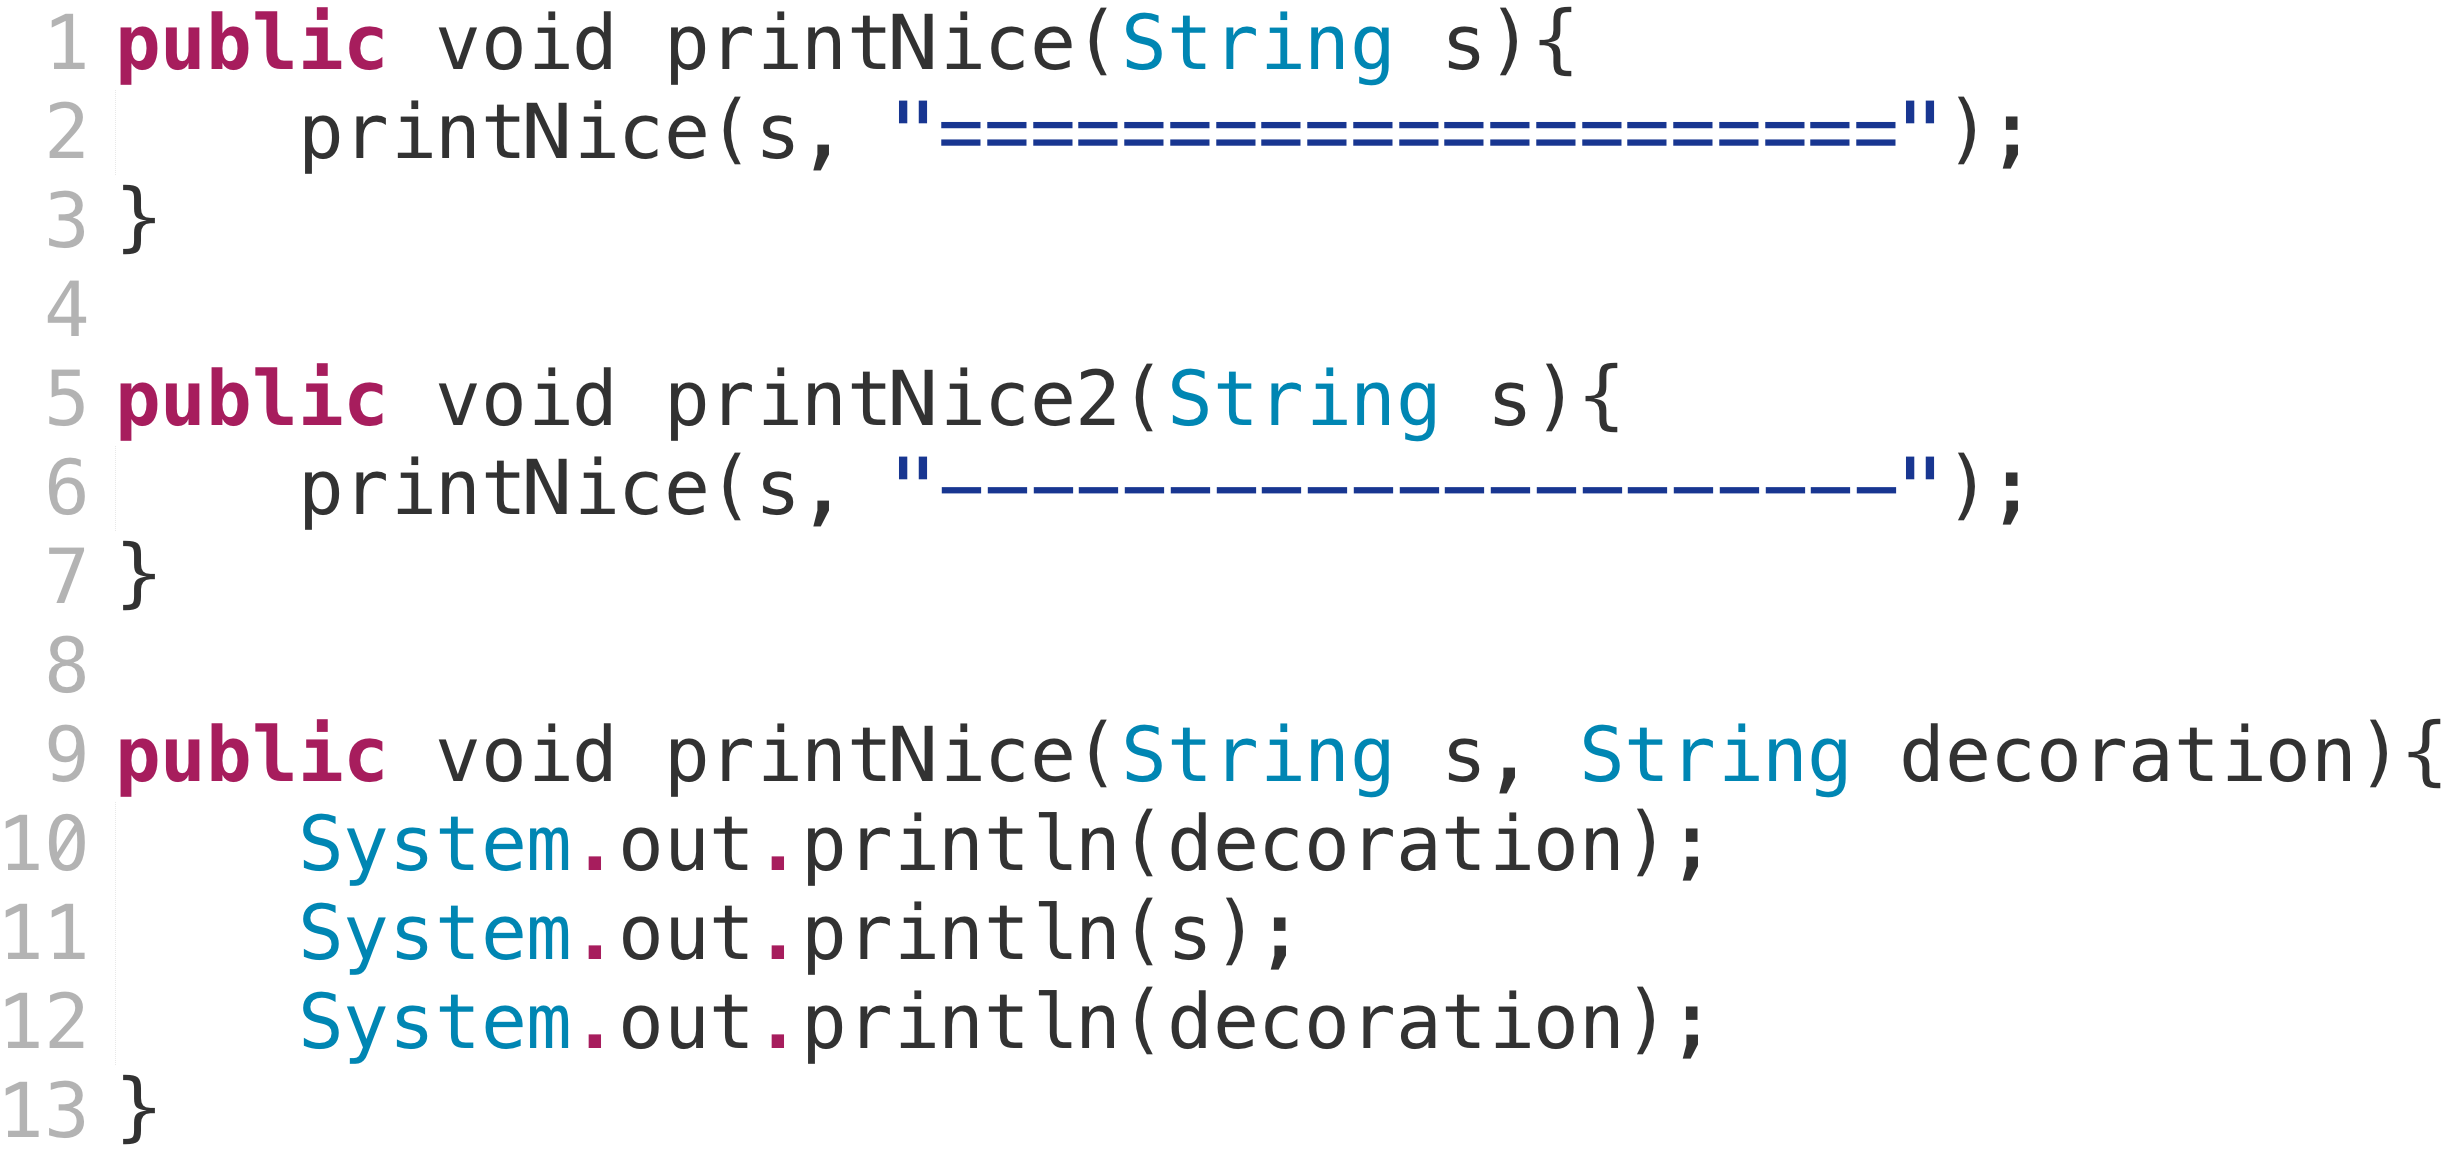 1 public void printNice(String s){
2     printNice(s, "=====================");
3 }
4
5 public void printNice2(String s){
6     printNice(s, "---------------------");
7 }
8
9 public void printNice(String s, String decoration){
10     System.out.println(decoration);
11     System.out.println(s);
12     System.out.println(decoration);
13 }